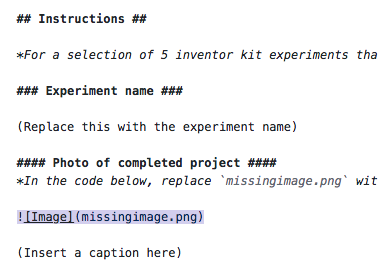 ## Instructions ##
*For a selection of 5 inventor kit experiments tha
### Experiment name ###
(Replace this with the experiment name)
#### Photo of completed project ####
*In the code below, replace `missingimage.png` wit
![Image](missingimage.png)
(Insert a caption here)